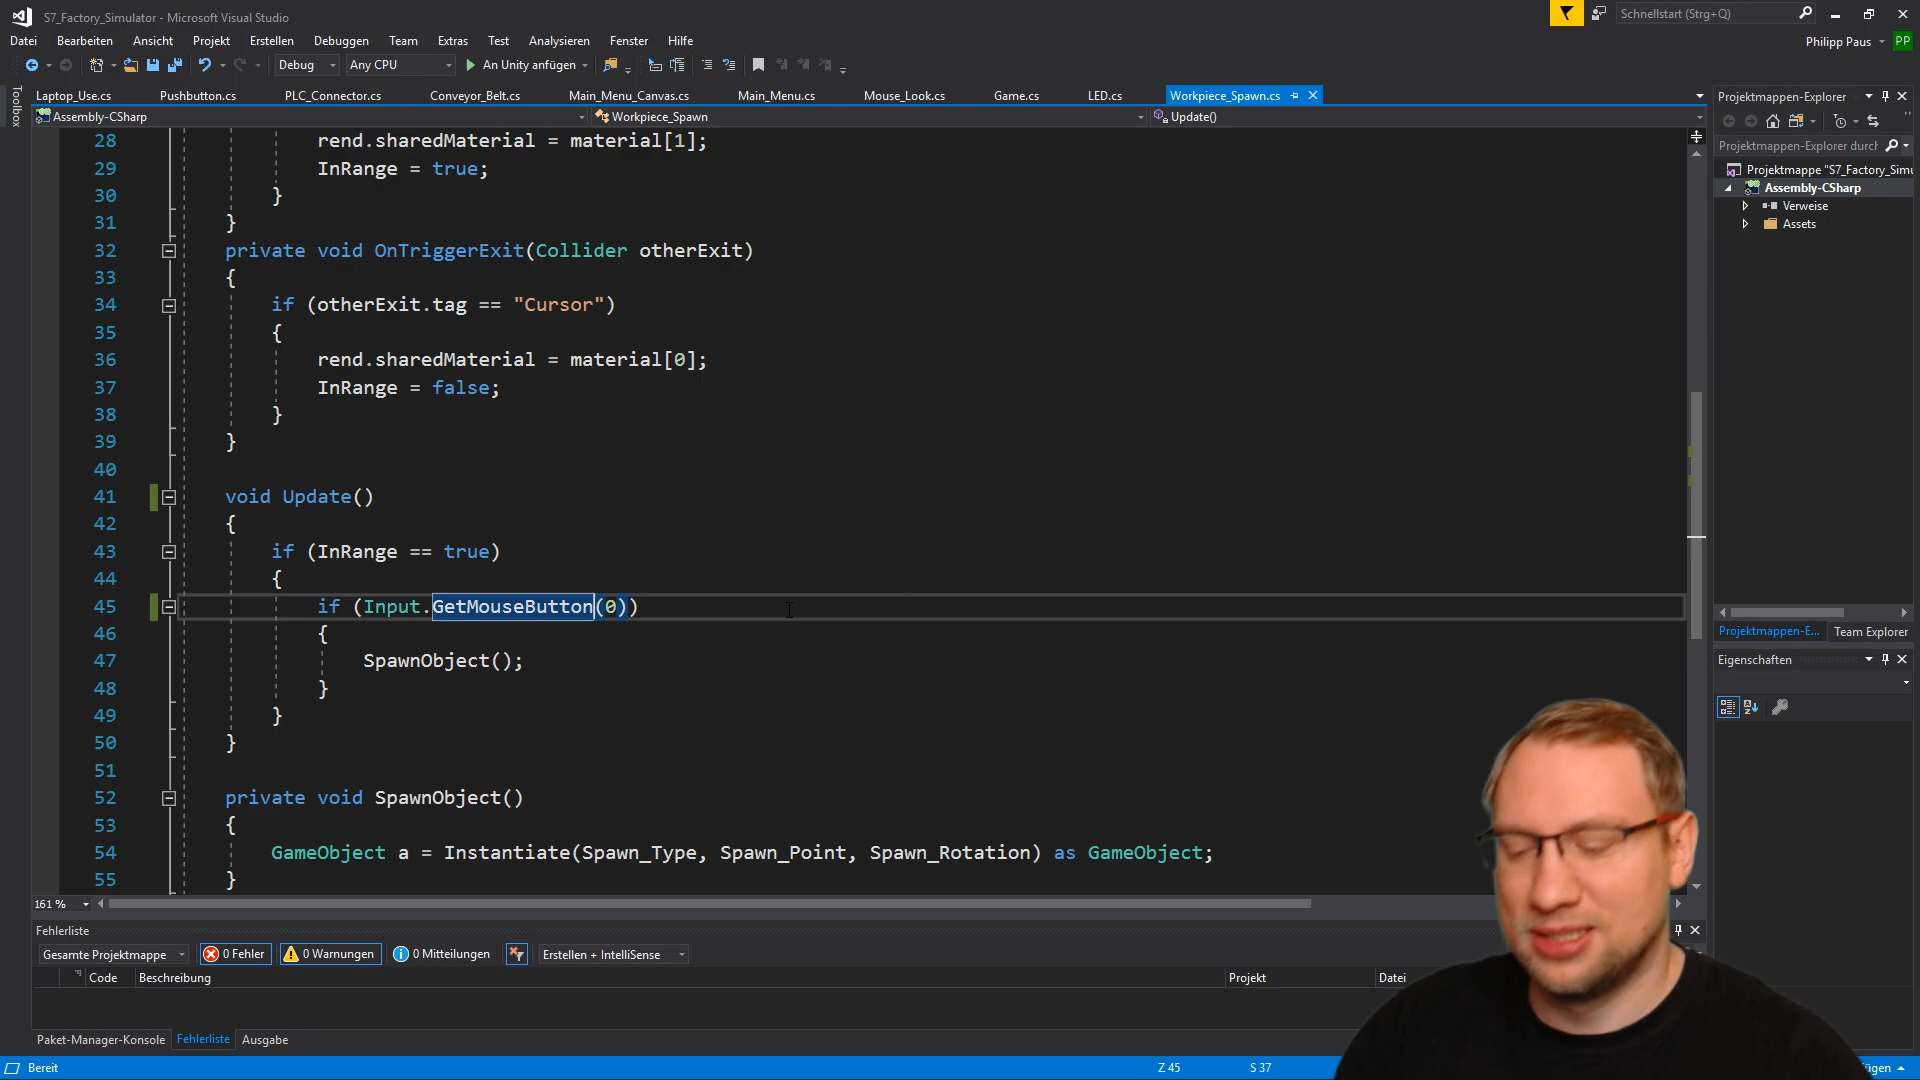 S7_Factory_Simulator - Microsoft Visual Studio
Schnellstart (Strg+Q)
Datei Bearbeiten Ansicht Projekt Erstellen Debuggen Team Extras Test Analysieren Fenster Hilfe
Philipp Paus PP
Debug Any CPU An Unity anfügen
Toolbox
Laptop_Use.cs Pushbutton.cs PLC_Connector.cs Conveyor_Belt.cs Main_Menu_Canvas.cs Main_Menu.cs Mouse_Look.cs Game.cs LED.cs Workpiece_Spawn.cs
Assembly-CSharp Workpiece_Spawn Update()
28 rend.sharedMaterial = material[1];
29 InRange = true;
30 }
31 }
32 private void OnTriggerExit(Collider otherExit)
33 {
34 if (otherExit.tag == "Cursor")
35 {
36 rend.sharedMaterial = material[0];
37 InRange = false;
38 }
39 }
40
41 void Update()
42 {
43 if (InRange == true)
44 {
45 if (Input.GetMouseButton(0))
46 {
47 SpawnObject();
48 }
49 }
50 }
51
52 private void SpawnObject()
53 {
54 GameObject a = Instantiate(Spawn_Type, Spawn_Point, Spawn_Rotation) as GameObject;
55 }
161 %
Projektmappen-Explorer
Projektmappen-Explorer durch
Projektmappe "S7_Factory_Simu
Assembly-CSharp
Verweise
Assets
Projektmappen-E... Team Explorer
Eigenschaften
Fehlerliste
Gesamte Projektmappe 0 Fehler 0 Warnungen 0 Mitteilungen Erstellen + IntelliSense
Code Beschreibung Projekt Datei
Paket-Manager-Konsole Fehlerliste Ausgabe
Bereit Z 45 S 37